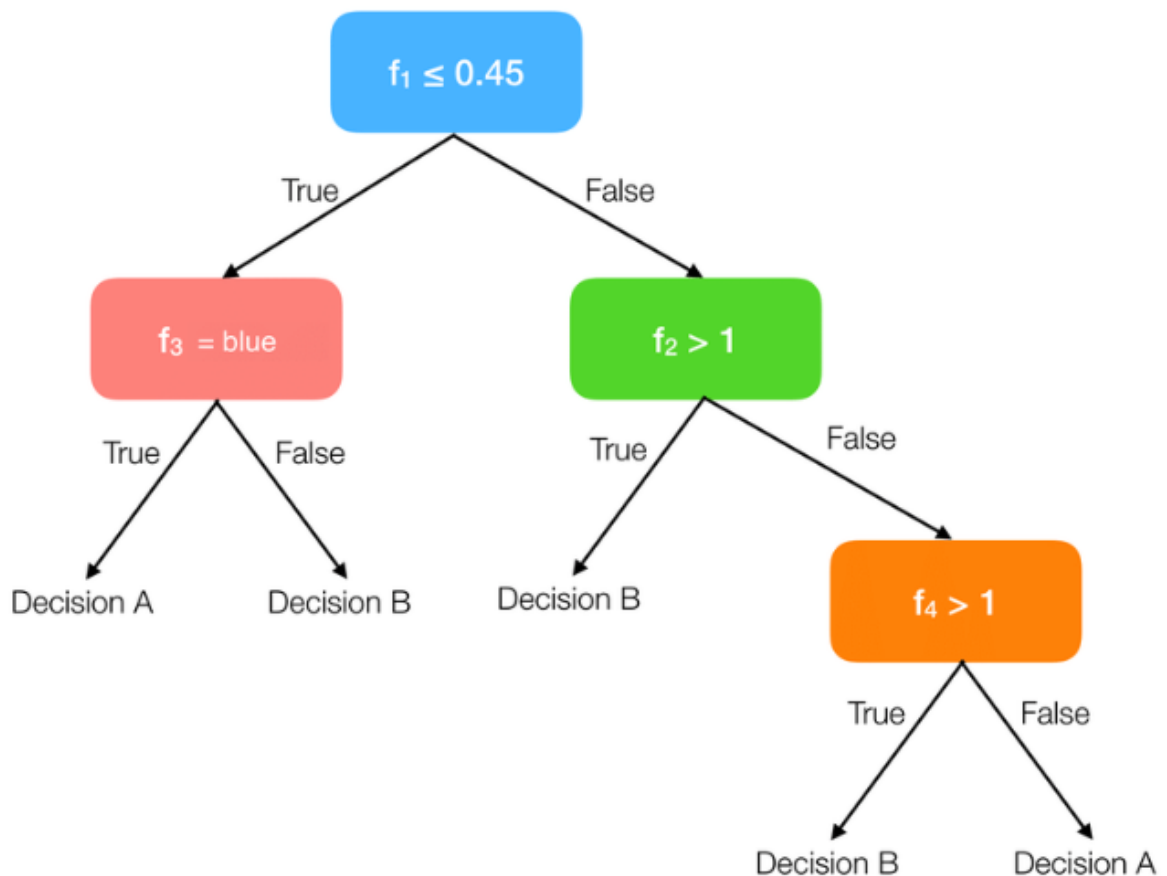 f₁ ≤ 0.45
True
False
f₃ = blue
f₂ > 1
True
False
True
False
Decision A
Decision B
Decision B
f₄ > 1
True
False
Decision B
Decision A